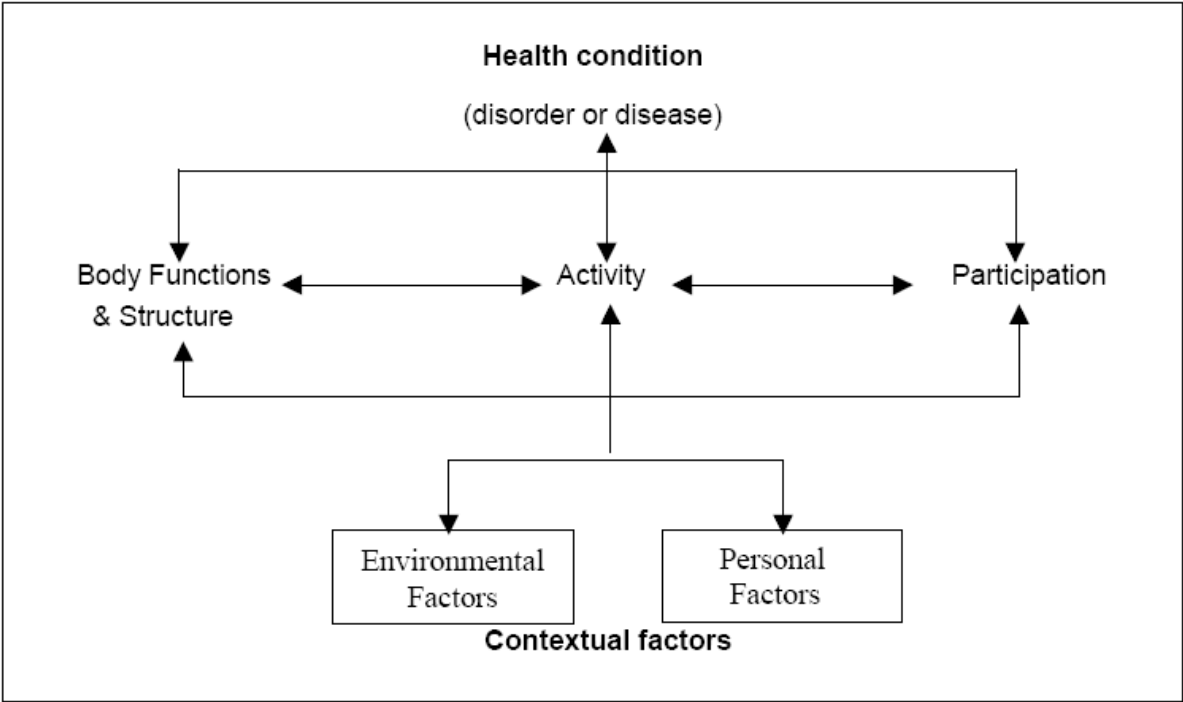 Health condition
(disorder or disease)
Body Functions
& Structure
Activity
Participation
Environmental
Factors
Personal
Factors
Contextual factors